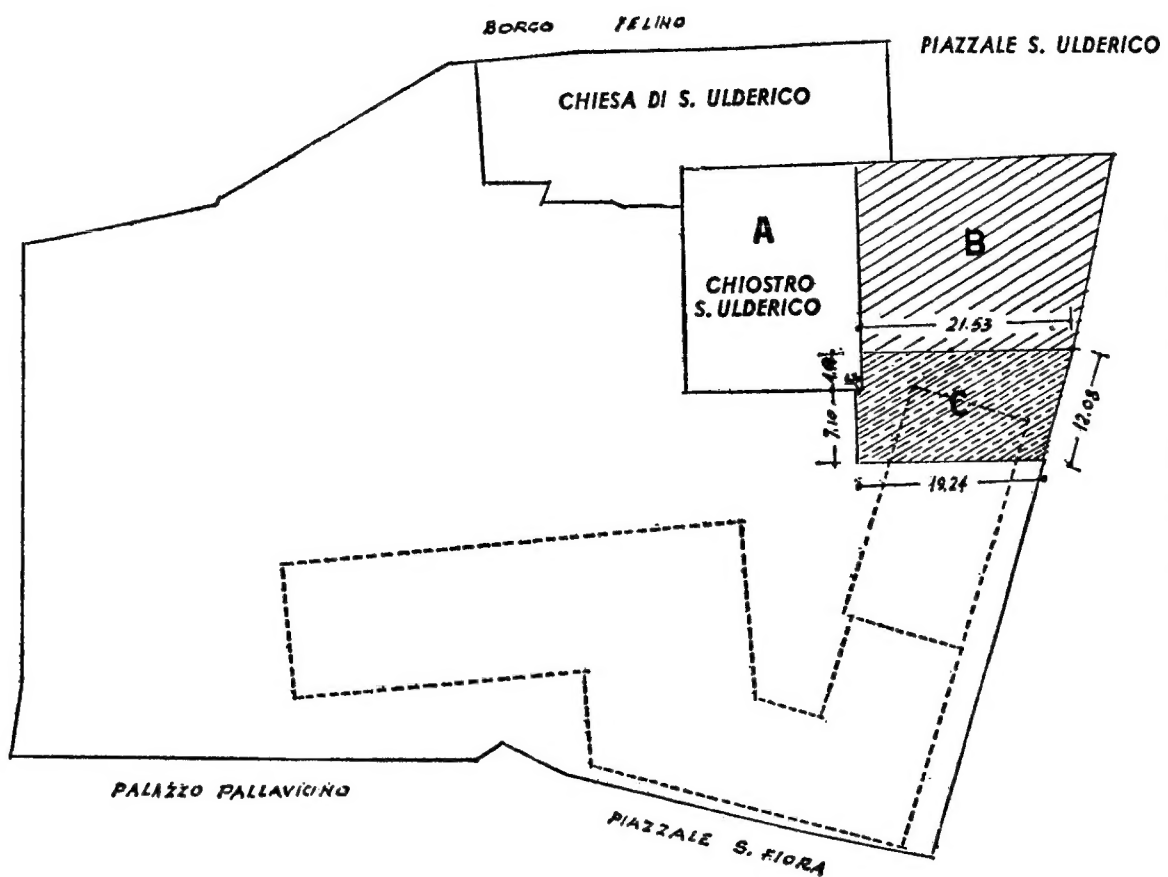 BORGO FELINO
PIAZZALE S. ULDERICO
CHIESA DI S. ULDERICO
A
B
CHIOSTRO
S. ULDERICO
21.53
C
7.10
12.08
19.24
PALAZZO PALLAVICINO
PIAZZALE S. FIORA